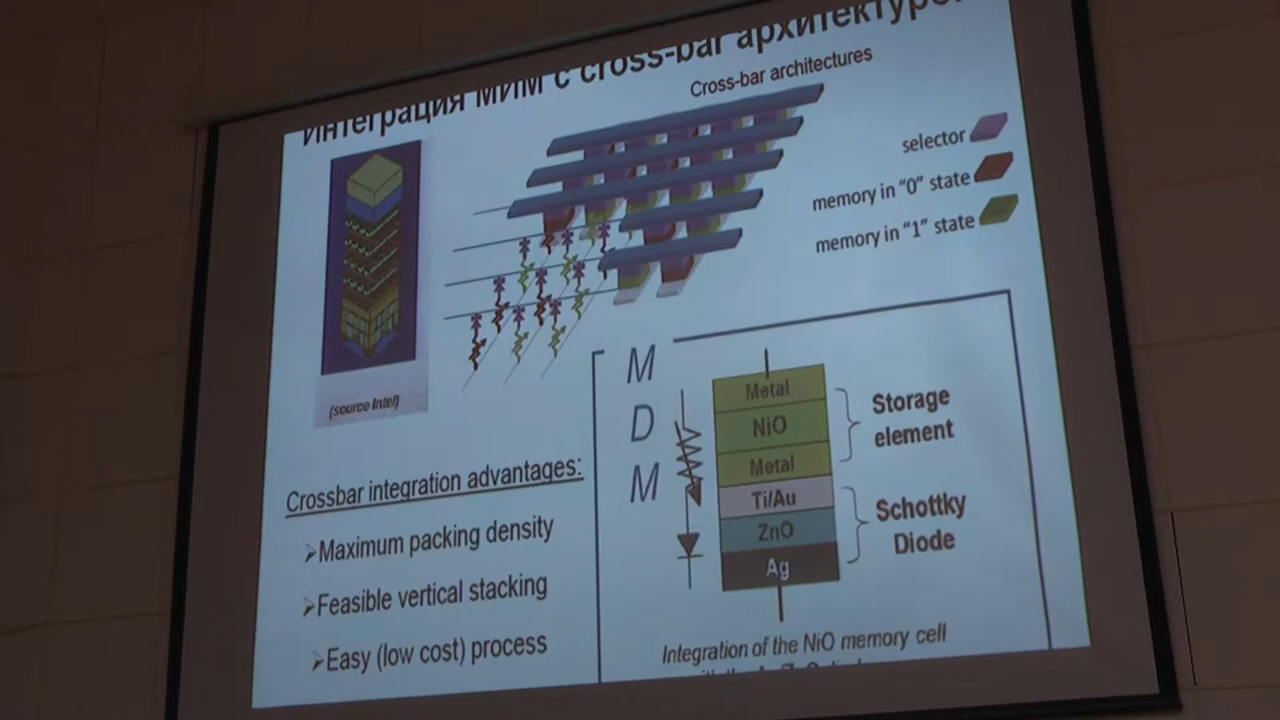 Интеграция МИМ с cross-bar архитектурой
Cross-bar architectures
selector
memory in “0” state
memory in “1” state
(source Intel)
Crossbar integration advantages:
➢Maximum packing density
➢Feasible vertical stacking
➢Easy (low cost) process
M
D
M
Metal
NiO
Metal
Ti/Au
ZnO
Ag
Storage
element
Schottky
Diode
Integration of the NiO memory cell